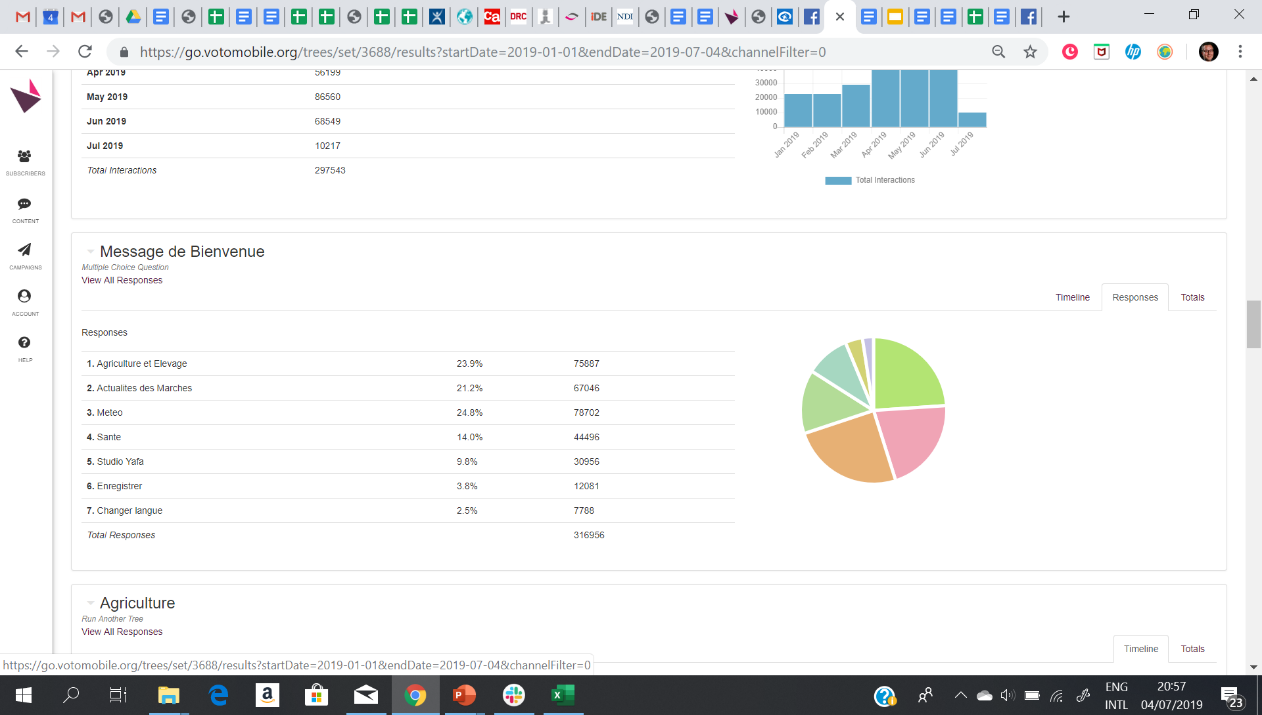 https://go.votomobile.org/trees/set/3688/results?startDate=2019-01-01&endDate=2019-07-04&channelFilter=0
Apr 2019 56199
May 2019 86560
Jun 2019 68549
Jul 2019 10217
Total Interactions 297543
30000
20000
10000
0
Jan 2019 Feb 2019 Mar 2019 Apr 2019 May 2019 Jun 2019 Jul 2019
Total Interactions
SUBSCRIBERS
CONTENT
CAMPAIGNS
ACCOUNT
HELP
Message de Bienvenue
Multiple Choice Question
View All Responses
Timeline Responses Totals
Responses
1. Agriculture et Elevage 23.9% 75887
2. Actualites des Marches 21.2% 67046
3. Meteo 24.8% 78702
4. Sante 14.0% 44496
5. Studio Yafa 9.8% 30956
6. Enregistrer 3.8% 12081
7. Changer langue 2.5% 7788
Total Responses 316956
Agriculture
Run Another Tree
View All Responses
Timeline Totals
https://go.votomobile.org/trees/set/3688/results?startDate=2019-01-01&endDate=2019-07-04&channelFilter=0
ENG 20:57
INTL 04/07/2019 23